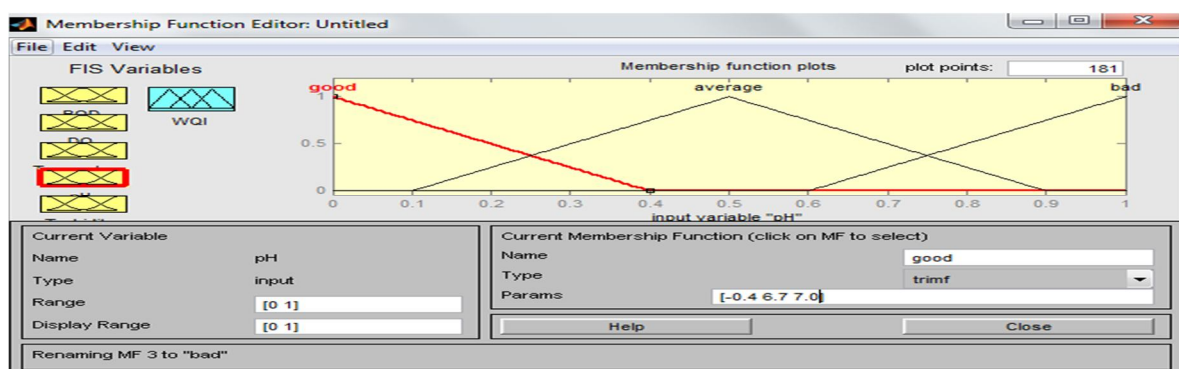 Membership Function Editor: Untitled
File Edit View
FIS Variables
WQI
Membership function plots
plot points: 181
good average bad
1
0.5
0
0 0.1 0.2 0.3 0.4 0.5 0.6 0.7 0.8 0.9 1
input variable "pH"
Current Variable
Name pH
Type input
Range [0 1]
Display Range [0 1]
Current Membership Function (click on MF to select)
Name good
Type trimf
Params [-0.4 6.7 7.0]
Help Close
Renaming MF 3 to "bad"